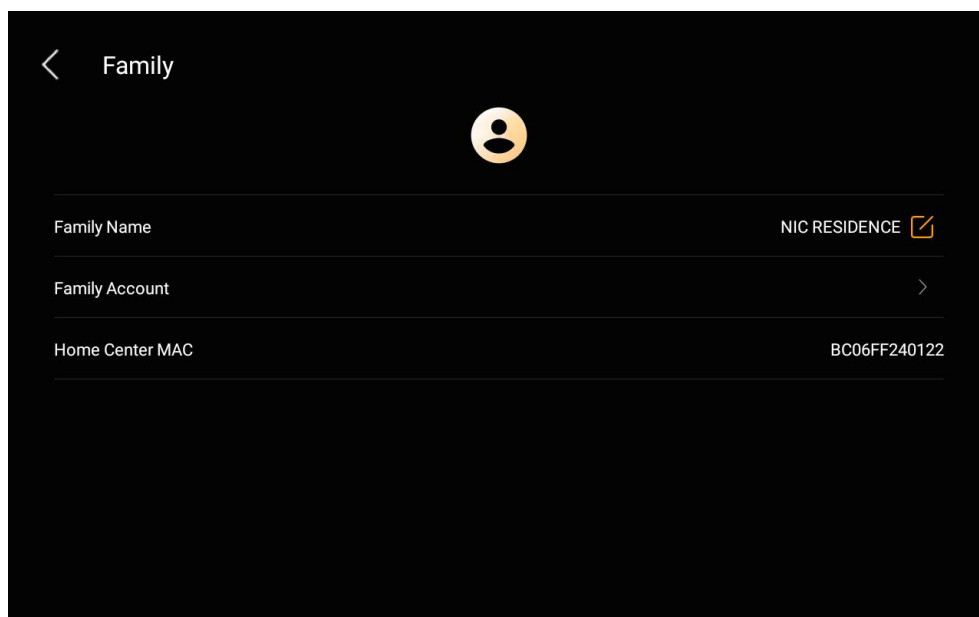 Family
Family Name NIC RESIDENCE
Family Account
Home Center MAC BC06FF240122